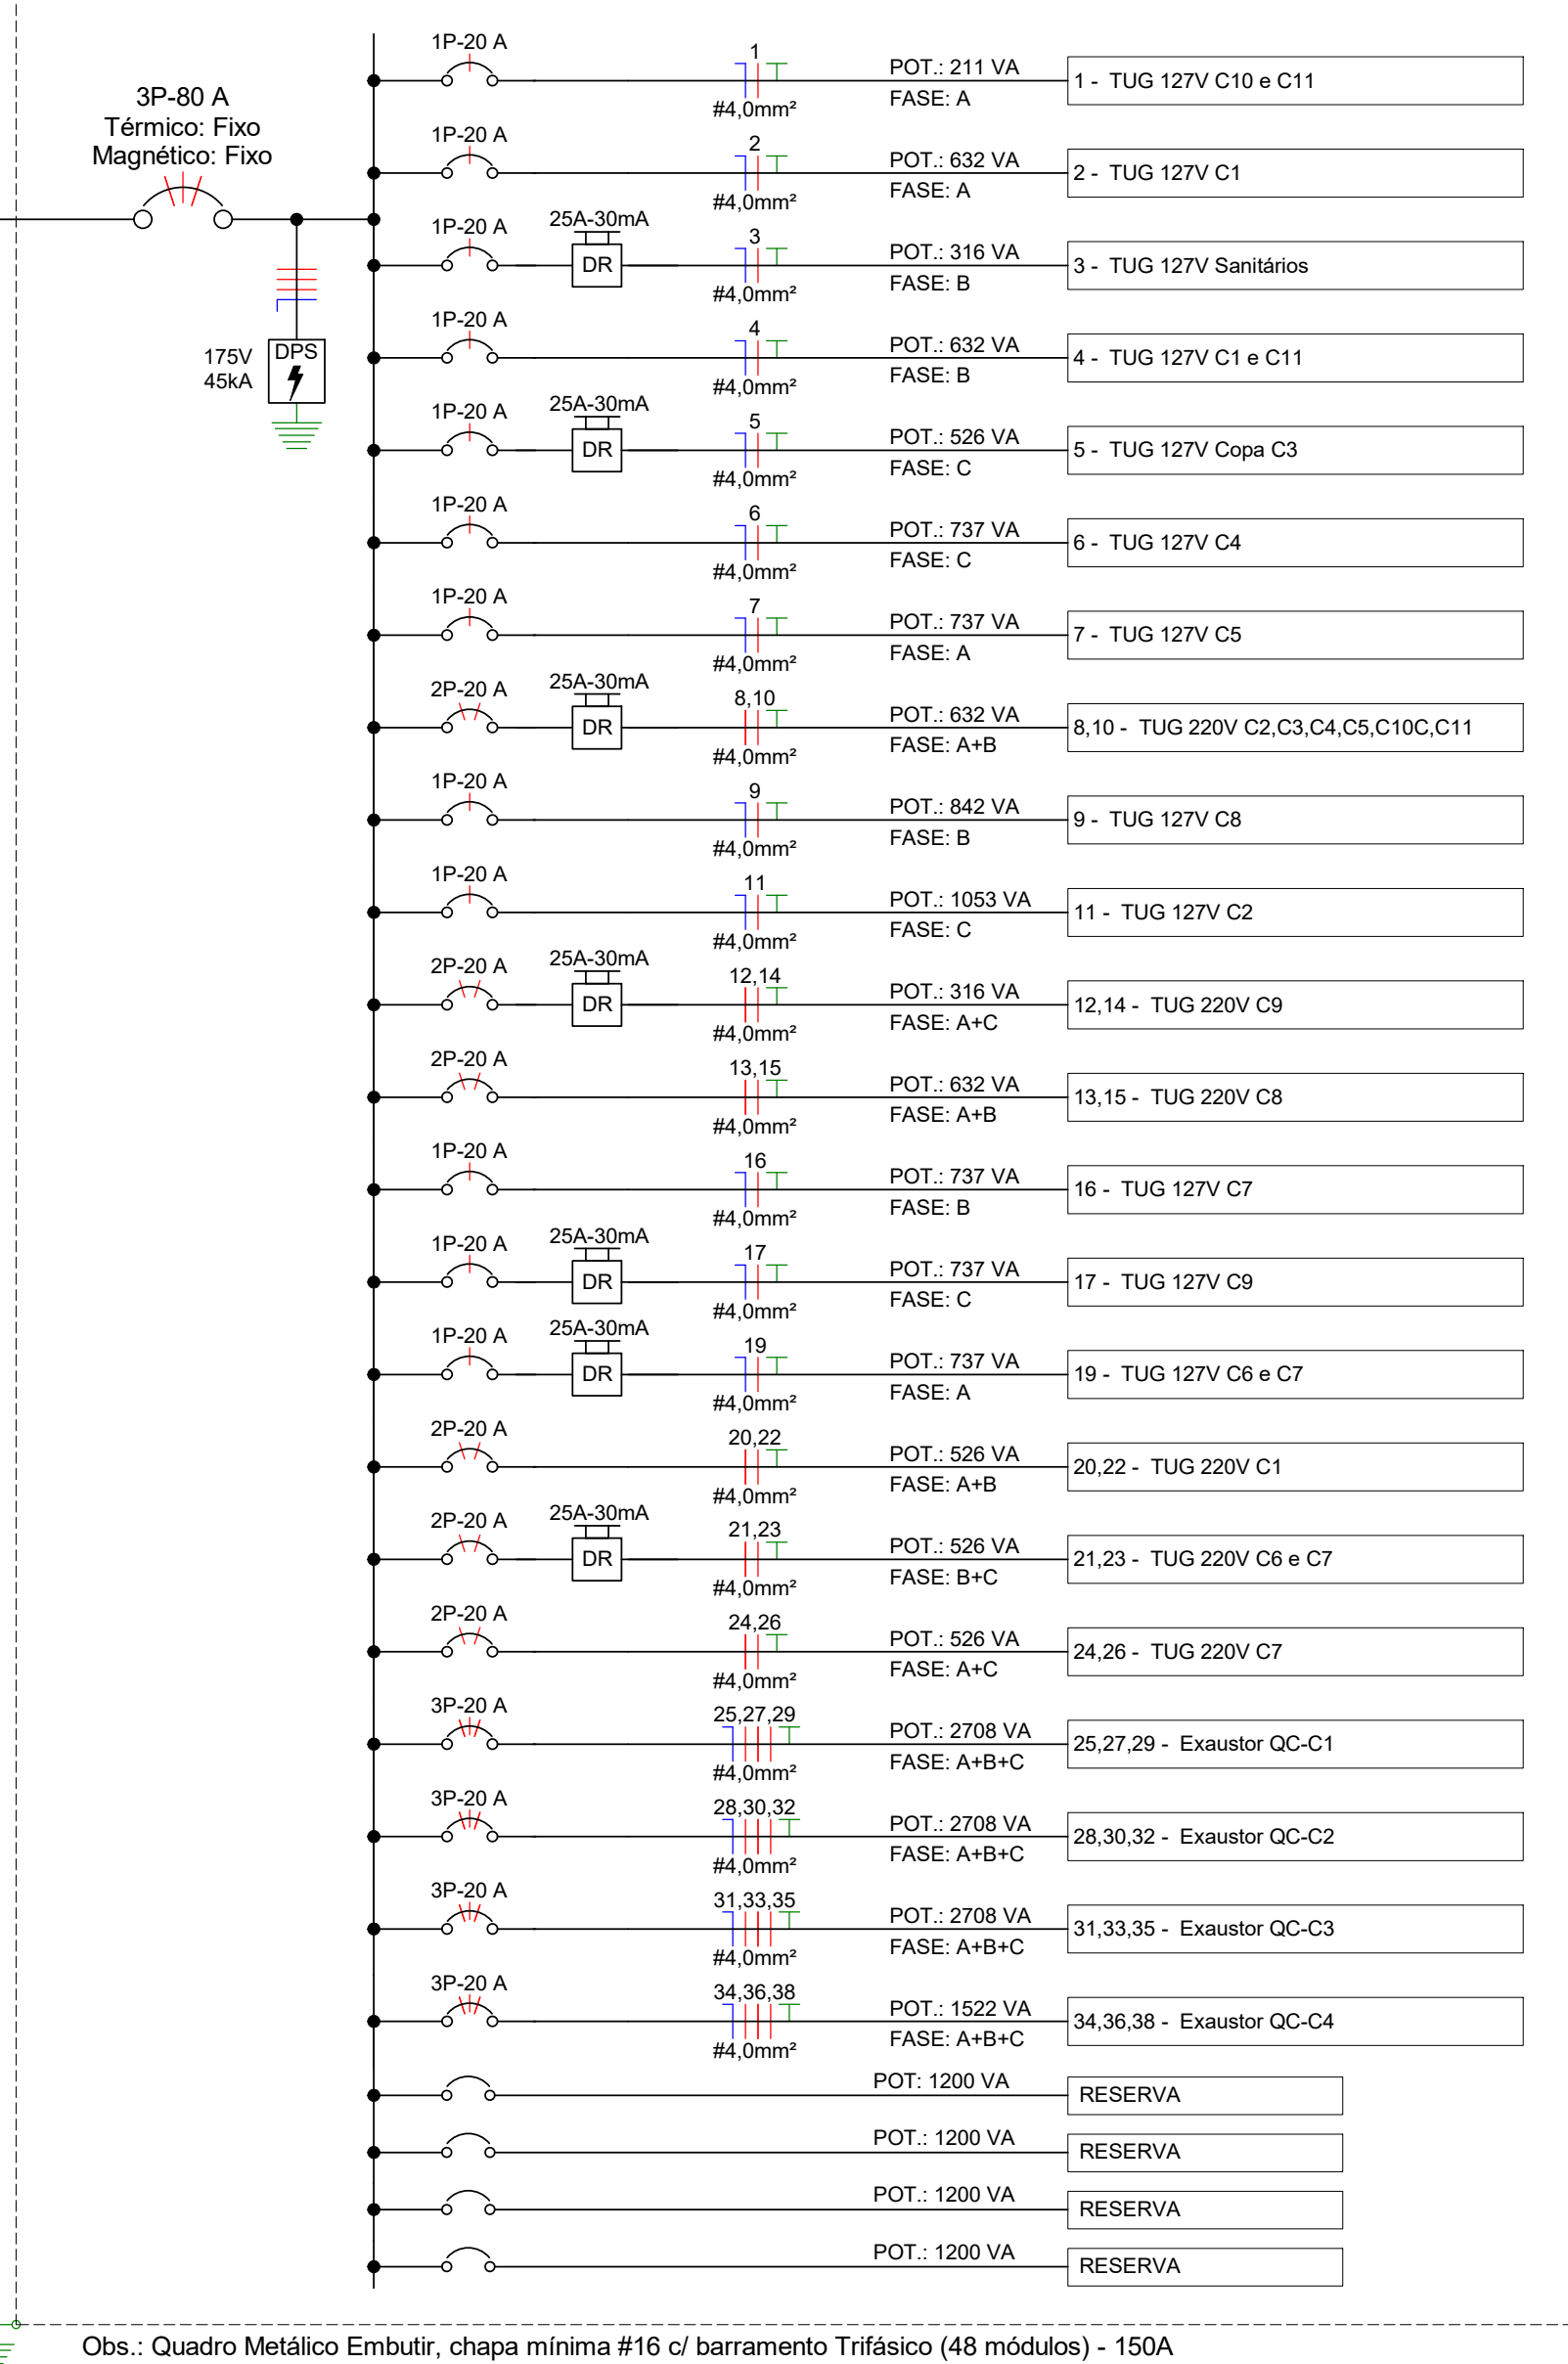 3P-80 A
Térmico: Fixo
Magnético: Fixo
175V
45kA
DPS
1P-20 A
1
#4,0mm²
POT.: 211 VA
FASE: A
1 - TUG 127V C10 e C11
1P-20 A
2
#4,0mm²
POT.: 632 VA
FASE: A
2 - TUG 127V C1
1P-20 A
25A-30mA
DR
3
#4,0mm²
POT.: 316 VA
FASE: B
3 - TUG 127V Sanitários
1P-20 A
4
#4,0mm²
POT.: 632 VA
FASE: B
4 - TUG 127V C1 e C11
1P-20 A
25A-30mA
DR
5
#4,0mm²
POT.: 526 VA
FASE: C
5 - TUG 127V Copa C3
1P-20 A
6
#4,0mm²
POT.: 737 VA
FASE: C
6 - TUG 127V C4
1P-20 A
7
#4,0mm²
POT.: 737 VA
FASE: A
7 - TUG 127V C5
2P-20 A
25A-30mA
DR
8,10
#4,0mm²
POT.: 632 VA
FASE: A+B
8,10 - TUG 220V C2,C3,C4,C5,C10C,C11
1P-20 A
9
#4,0mm²
POT.: 842 VA
FASE: B
9 - TUG 127V C8
1P-20 A
11
#4,0mm²
POT.: 1053 VA
FASE: C
11 - TUG 127V C2
2P-20 A
25A-30mA
DR
12,14
#4,0mm²
POT.: 316 VA
FASE: A+C
12,14 - TUG 220V C9
2P-20 A
13,15
#4,0mm²
POT.: 632 VA
FASE: A+B
13,15 - TUG 220V C8
1P-20 A
16
#4,0mm²
POT.: 737 VA
FASE: B
16 - TUG 127V C7
1P-20 A
25A-30mA
DR
17
#4,0mm²
POT.: 737 VA
FASE: C
17 - TUG 127V C9
1P-20 A
25A-30mA
DR
19
#4,0mm²
POT.: 737 VA
FASE: A
19 - TUG 127V C6 e C7
2P-20 A
20,22
#4,0mm²
POT.: 526 VA
FASE: A+B
20,22 - TUG 220V C1
2P-20 A
25A-30mA
DR
21,23
#4,0mm²
POT.: 526 VA
FASE: B+C
21,23 - TUG 220V C6 e C7
2P-20 A
24,26
#4,0mm²
POT.: 526 VA
FASE: A+C
24,26 - TUG 220V C7
3P-20 A
25,27,29
#4,0mm²
POT.: 2708 VA
FASE: A+B+C
25,27,29 - Exaustor QC-C1
3P-20 A
28,30,32
#4,0mm²
POT.: 2708 VA
FASE: A+B+C
28,30,32 - Exaustor QC-C2
3P-20 A
31,33,35
#4,0mm²
POT.: 2708 VA
FASE: A+B+C
31,33,35 - Exaustor QC-C3
3P-20 A
34,36,38
#4,0mm²
POT.: 1522 VA
FASE: A+B+C
34,36,38 - Exaustor QC-C4
POT: 1200 VA
RESERVA
POT.: 1200 VA
RESERVA
POT.: 1200 VA
RESERVA
POT.: 1200 VA
RESERVA
Obs.: Quadro Metálico Embutir, chapa mínima #16 c/ barramento Trifásico (48 módulos) - 150A